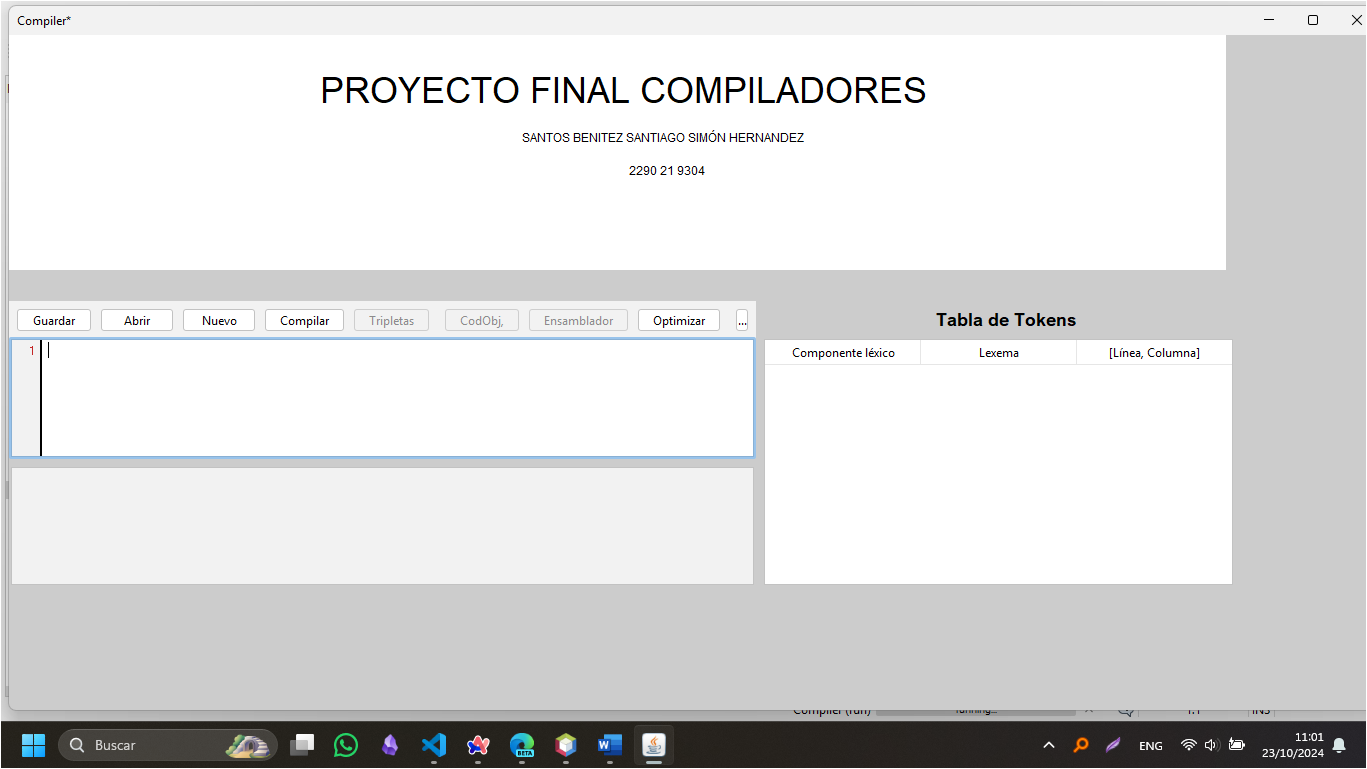 Compiler*
PROYECTO FINAL COMPILADORES
SANTOS BENITEZ SANTIAGO SIMÓN HERNANDEZ
2290 21 9304
Guardar Abrir Nuevo Compilar Tripletas CodObj, Ensamblador Optimizar ...
Tabla de Tokens
Componente léxico Lexema [Línea, Columna]
1
Compiler (run) running... 1:1 INS
Buscar BETA ENG 11:01
23/10/2024